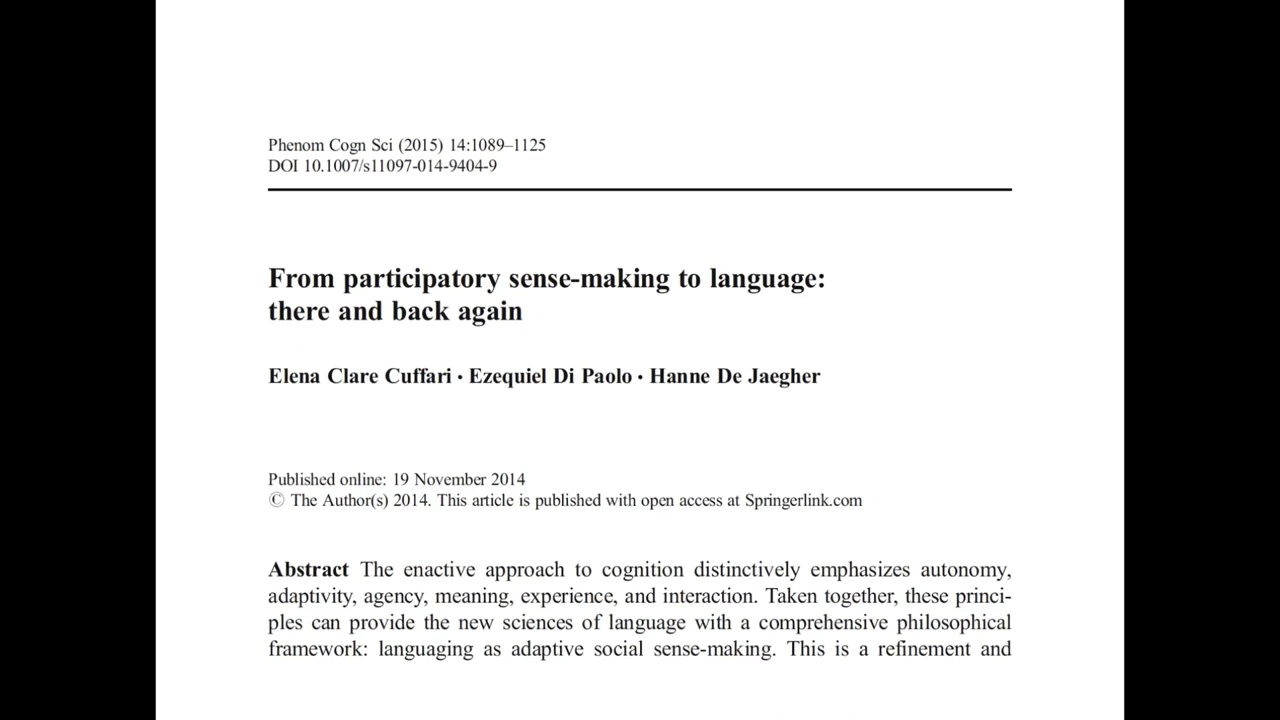 Phenom Cogn Sci (2015) 14:1089–1125
DOI 10.1007/s11097-014-9404-9
From participatory sense-making to language:
there and back again
Elena Clare Cuffari · Ezequiel Di Paolo · Hanne De Jaegher
Published online: 19 November 2014
© The Author(s) 2014. This article is published with open access at Springerlink.com
Abstract The enactive approach to cognition distinctively emphasizes autonomy,
adaptivity, agency, meaning, experience, and interaction. Taken together, these princi-
ples can provide the new sciences of language with a comprehensive philosophical
framework: languaging as adaptive social sense-making. This is a refinement and